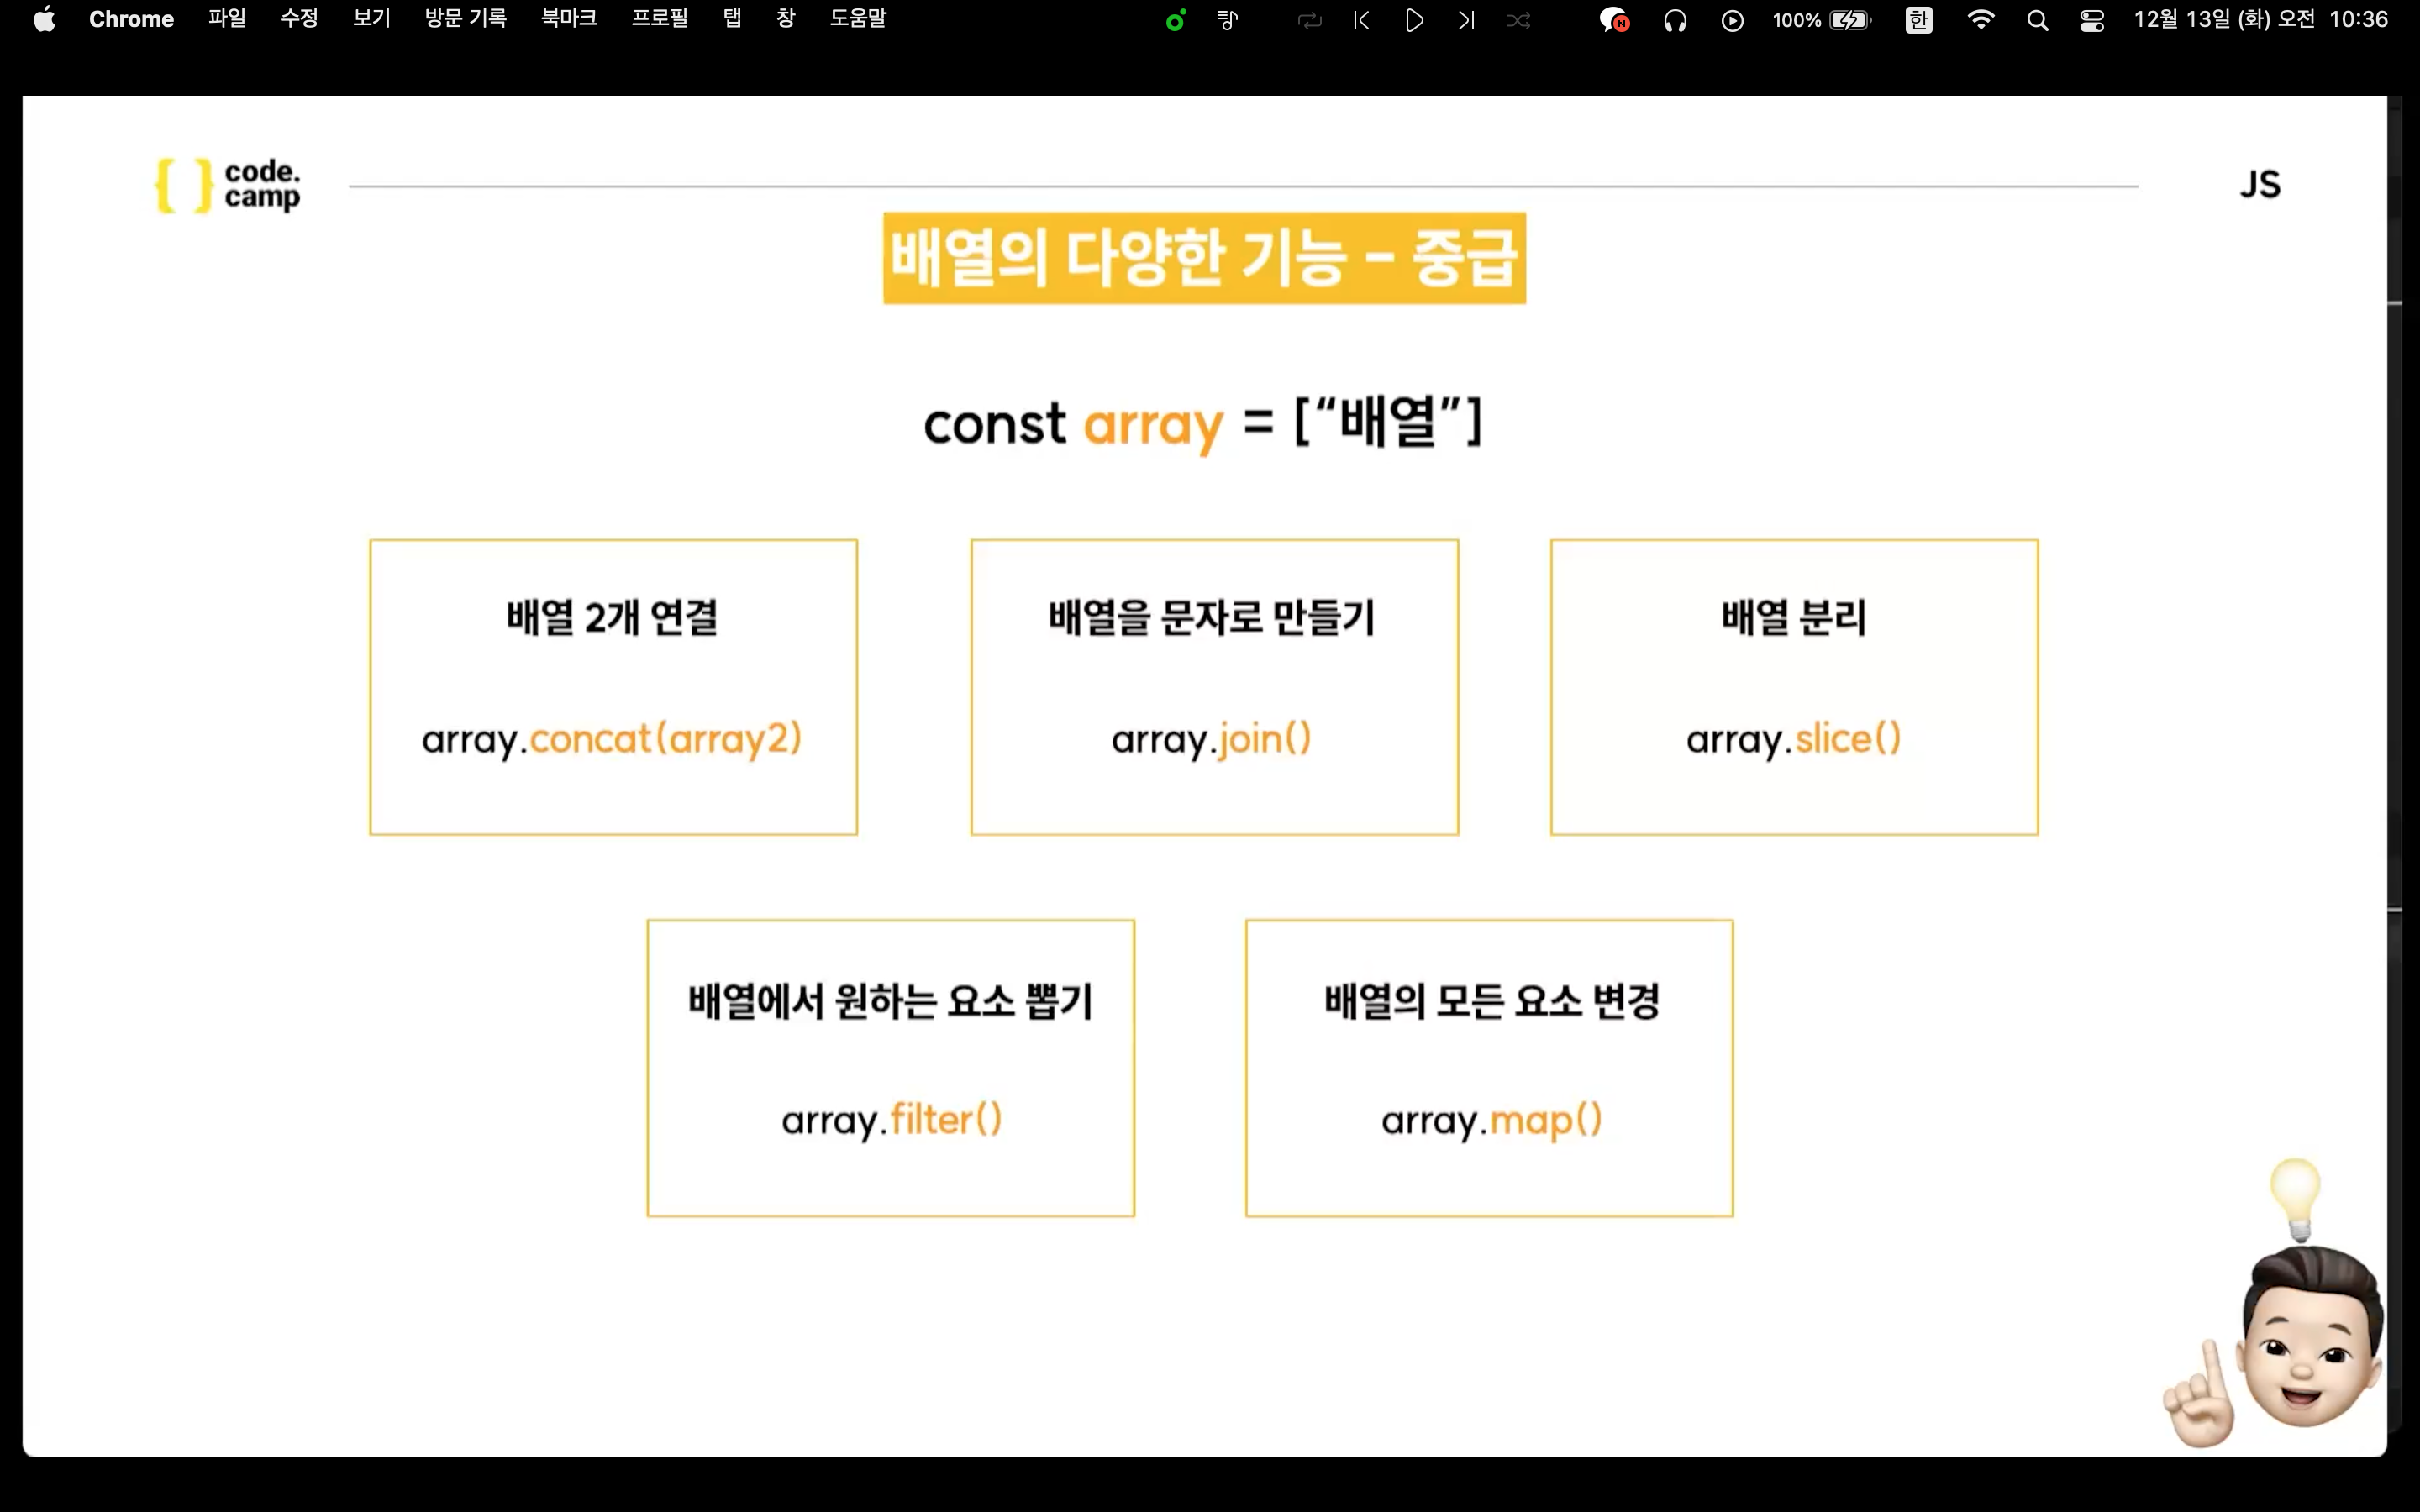 Chrome 파일 수정 보기 방문 기록 북마크 프로필 탭 창 도움말 N 100% 한 12월 13일 (화) 오전 10:36
{ } code.
camp
JS
배열의 다양한 기능 - 중급
const array = [“배열”]
배열 2개 연결
array.concat(array2)
배열을 문자로 만들기
array.join()
배열 분리
array.slice()
배열에서 원하는 요소 뽑기
array.filter()
배열의 모든 요소 변경
array.map()